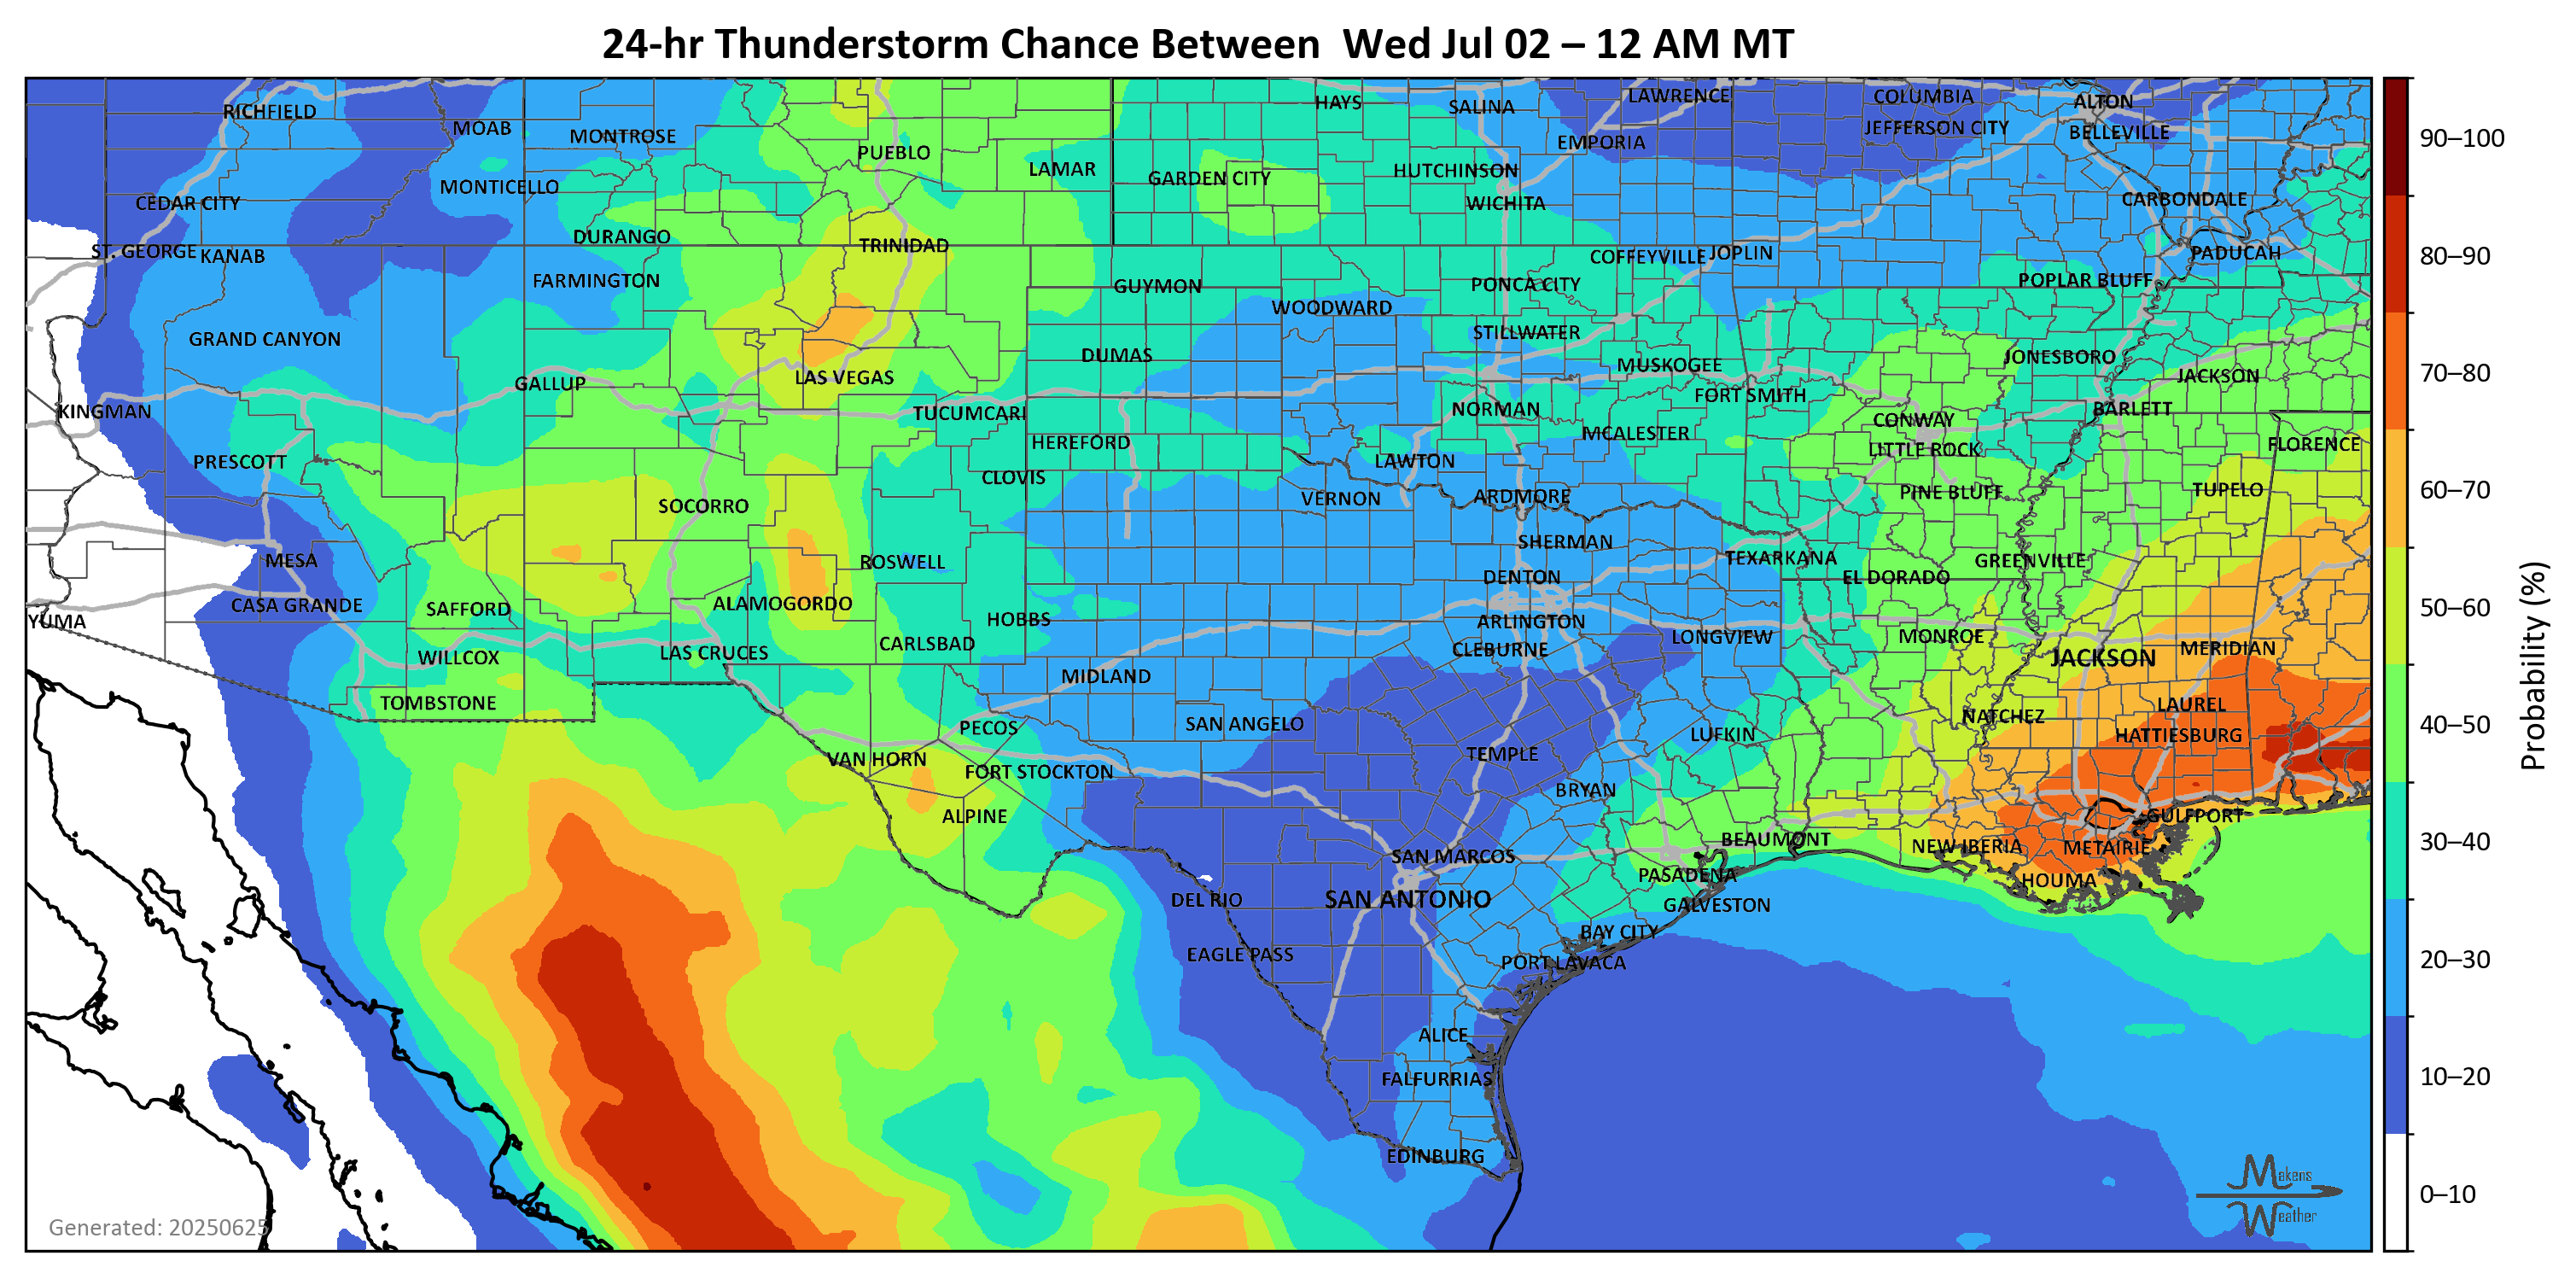 24-hr Thunderstorm Chance Between  Wed Jul 02 – 12 AM MT
RICHFIELD
MOAB
MONTROSE
PUEBLO
LAMAR
HAYS
SALINA
LAWRENCE
COLUMBIA
ALTON
EMPORIA
JEFFERSON CITY
BELLEVILLE
MONTICELLO
GARDEN CITY
HUTCHINSON
CEDAR CITY
WICHITA
CARBONDALE
DURANGO
TRINIDAD
ST. GEORGE
KANAB
COFFEYVILLE
JOPLIN
PADUCAH
FARMINGTON
GUYMON
PONCA CITY
POPLAR BLUFF
WOODWARD
GRAND CANYON
STILLWATER
DUMAS
MUSKOGEE
JONESBORO
GALLUP
LAS VEGAS
JACKSON
FORT SMITH
KINGMAN
TUCUMCARI
NORMAN
BARLETT
CONWAY
HEREFORD
MCALESTER
LITTLE ROCK
FLORENCE
PRESCOTT
LAWTON
CLOVIS
SOCORRO
VERNON
ARDMORE
PINE BLUFF
TUPELO
MESA
ROSWELL
SHERMAN
TEXARKANA
GREENVILLE
DENTON
EL DORADO
CASA GRANDE
SAFFORD
ALAMOGORDO
YUMA
HOBBS
ARLINGTON
WILLCOX
LAS CRUCES
CARLSBAD
CLEBURNE
LONGVIEW
MONROE
JACKSON
MERIDIAN
TOMBSTONE
MIDLAND
LAUREL
PECOS
SAN ANGELO
LUFKIN
NATCHEZ
HATTIESBURG
VAN HORN
FORT STOCKTON
TEMPLE
BRYAN
ALPINE
GULFPORT
BEAUMONT
SAN MARCOS
NEW IBERIA
METAIRIE
PASADENA
HOUMA
DEL RIO
SAN ANTONIO
GALVESTON
BAY CITY
EAGLE PASS
PORT LAVACA
ALICE
FALFURRIAS
EDINBURG
Generated: 20250625
Makens
Weather
90–100
80–90
70–80
60–70
50–60
40–50
30–40
20–30
10–20
0–10
Probability (%)